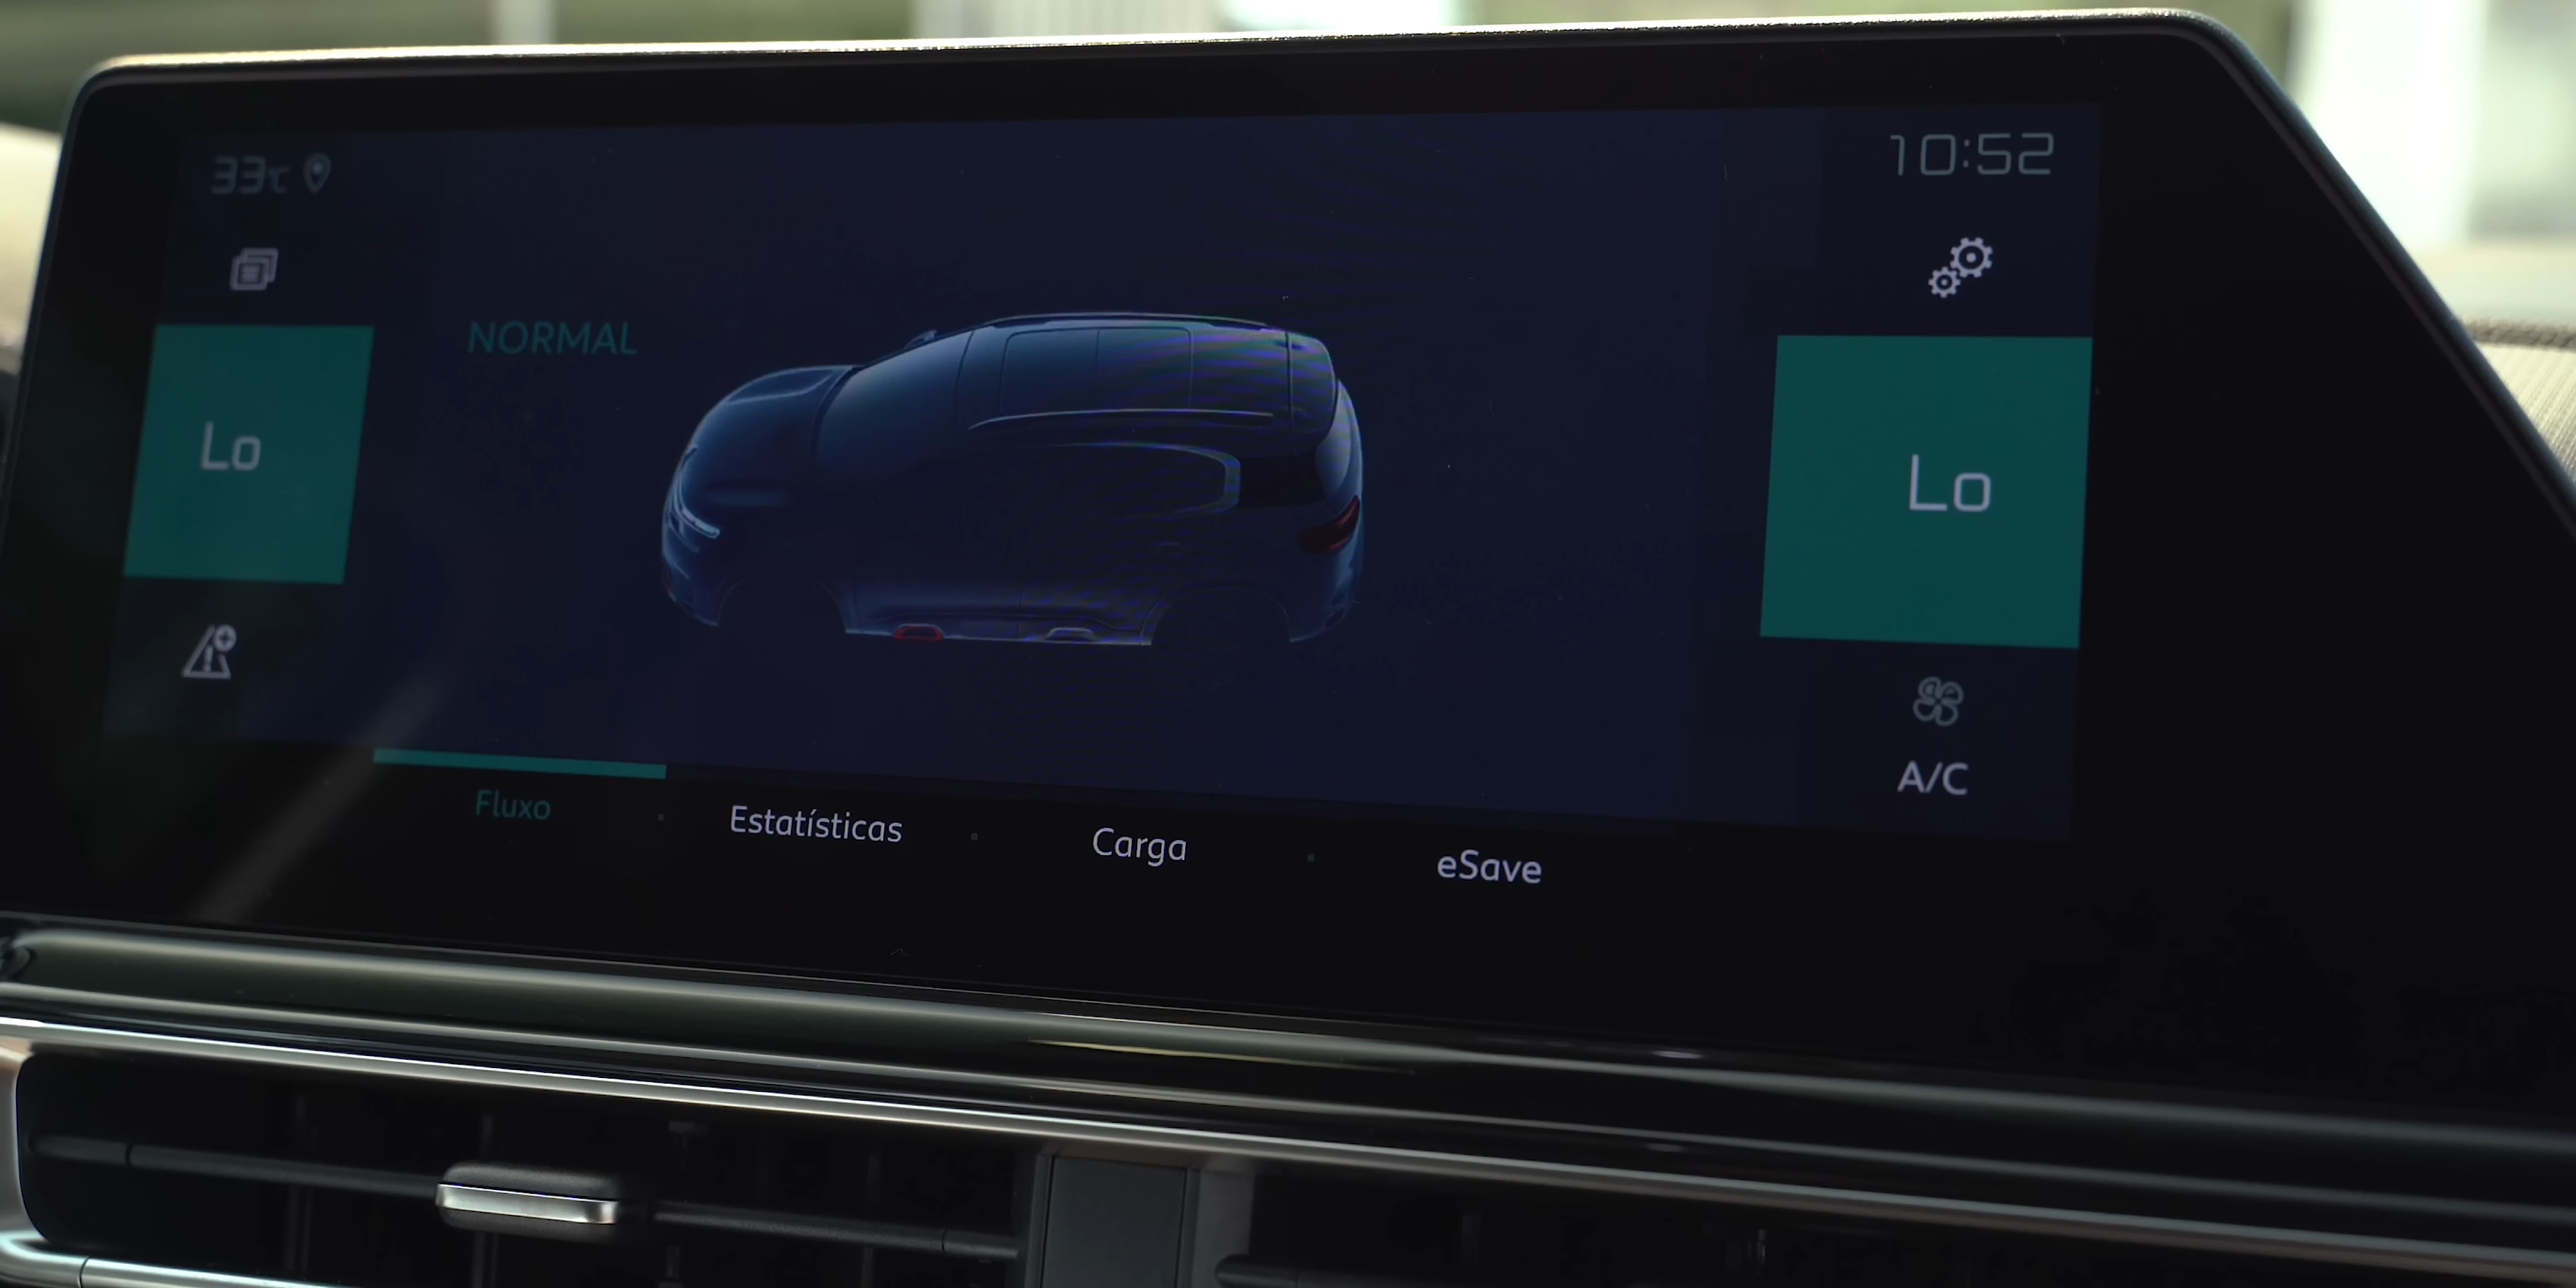 33°C
10:52
NORMAL
Lo
Lo
A/C
Fluxo
Estatísticas
Carga
eSave